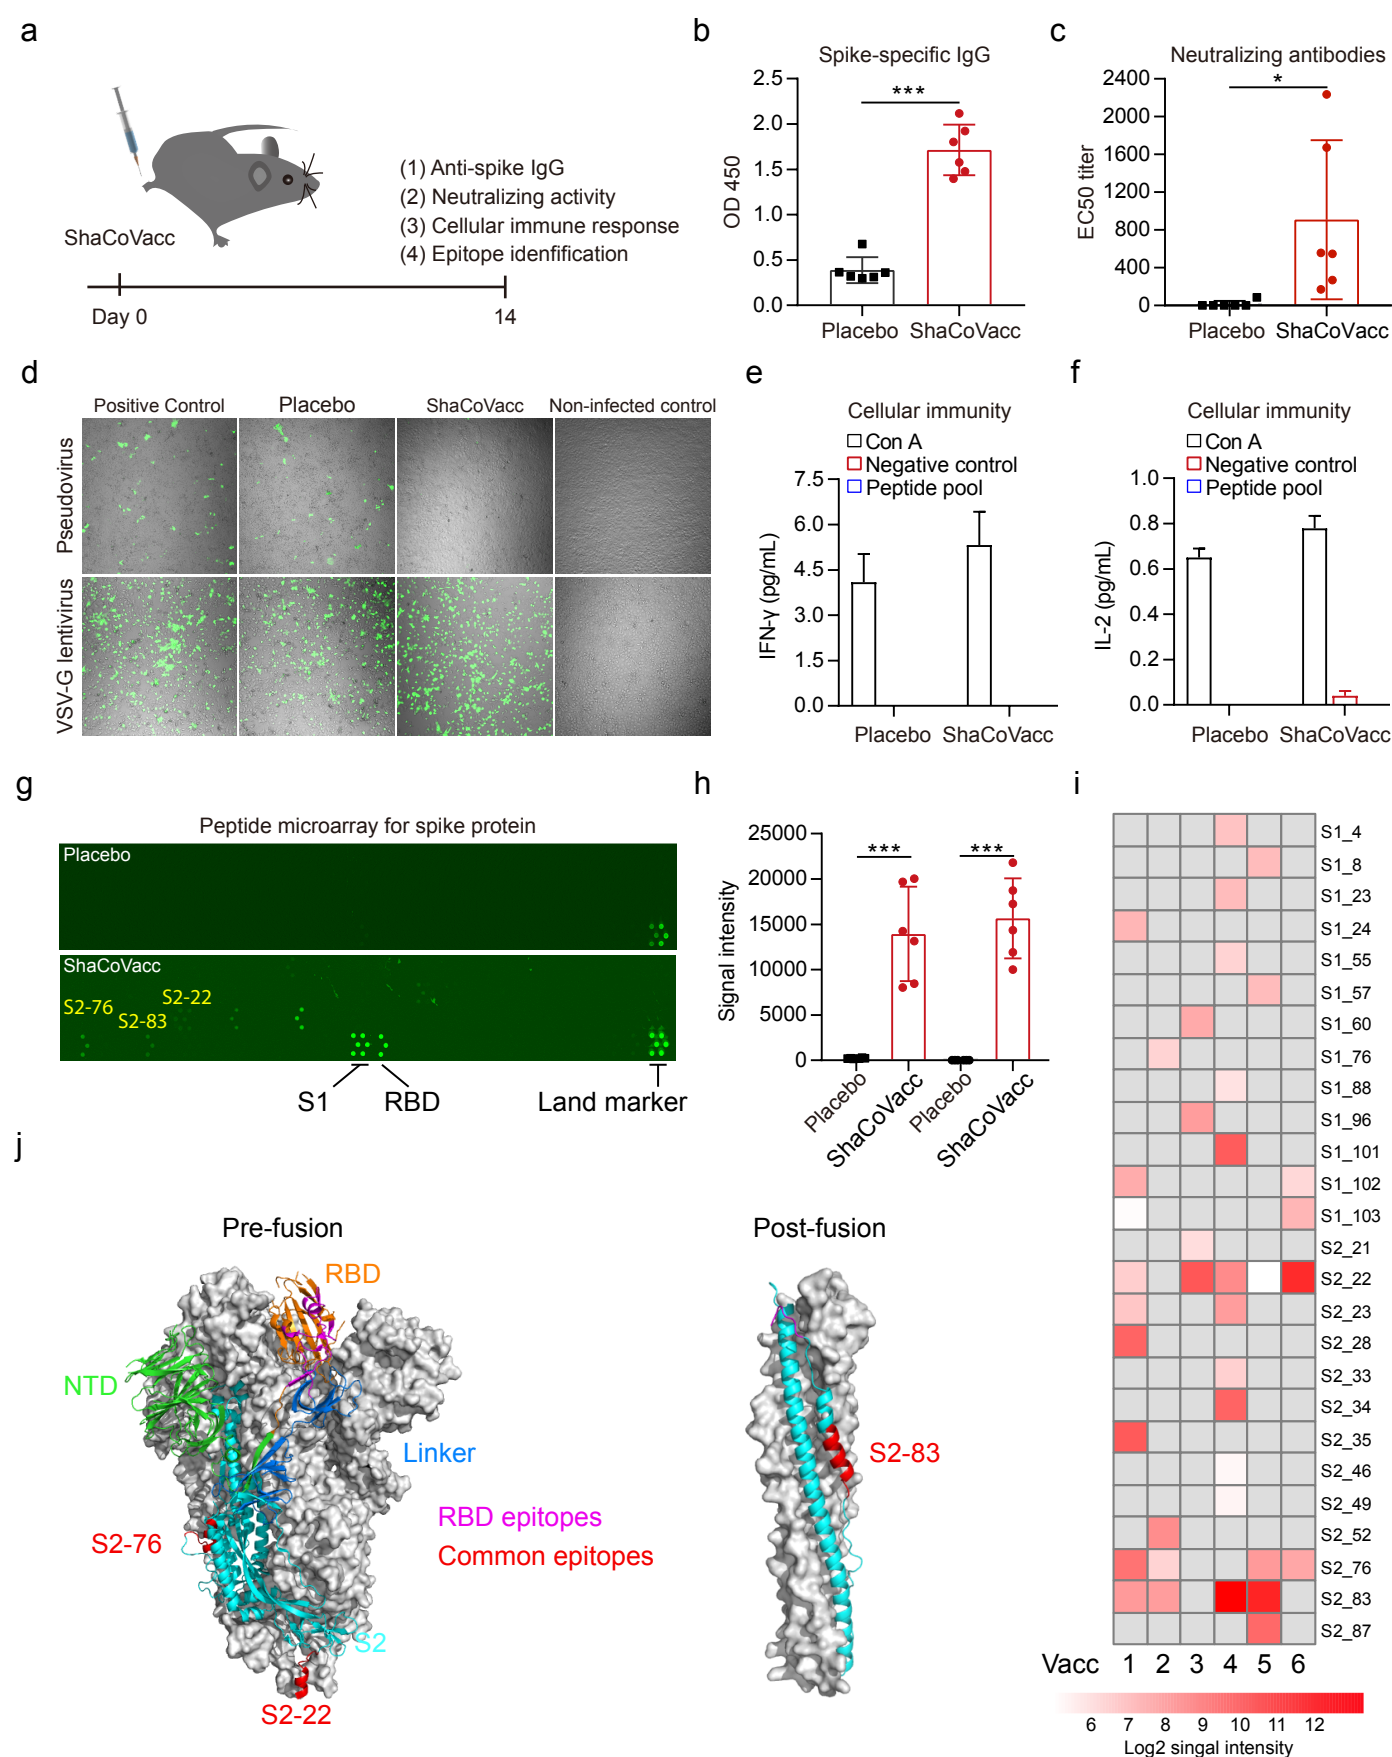 a
ShaCoVacc
(1) Anti-spike IgG
(2) Neutralizing activity
(3) Cellular immune response
(4) Epitope idenfification
Day 0
14
b
Spike-specific IgG
***
OD 450
2.5
2.0
1.5
1.0
0.5
0.0
Placebo ShaCoVacc
c
Neutralizing antibodies
*
EC50 titer
2400
2000
1600
1200
800
400
0
Placebo ShaCoVacc
d
Positive Control Placebo ShaCoVacc Non-infected control
Pseudovirus
VSV-G lentivirus
e
Cellular immunity
Con A
Negative control
Peptide pool
IFN-γ (pg/mL)
7.5
6.0
4.5
3.0
1.5
0.0
Placebo ShaCoVacc
f
Cellular immunity
Con A
Negative control
Peptide pool
IL-2 (pg/mL)
1.0
0.8
0.6
0.4
0.2
0.0
Placebo ShaCoVacc
g
Peptide microarray for spike protein
Placebo
ShaCoVacc
S2-76
S2-83
S2-22
S1
RBD
Land marker
h
Signal intensity
25000
20000
15000
10000
5000
0
*** ***
Placebo
ShaCoVacc
Placebo
ShaCoVacc
i
S1_4
S1_8
S1_23
S1_24
S1_55
S1_57
S1_60
S1_76
S1_88
S1_96
S1_101
S1_102
S1_103
S2_21
S2_22
S2_23
S2_28
S2_33
S2_34
S2_35
S2_46
S2_49
S2_52
S2_76
S2_83
S2_87
Vacc 1 2 3 4 5 6
6 7 8 9 10 11 12
Log2 singal intensity
j
Pre-fusion
RBD
NTD
Linker
RBD epitopes
Common epitopes
S2-76
S2
S2-22
Post-fusion
S2-83